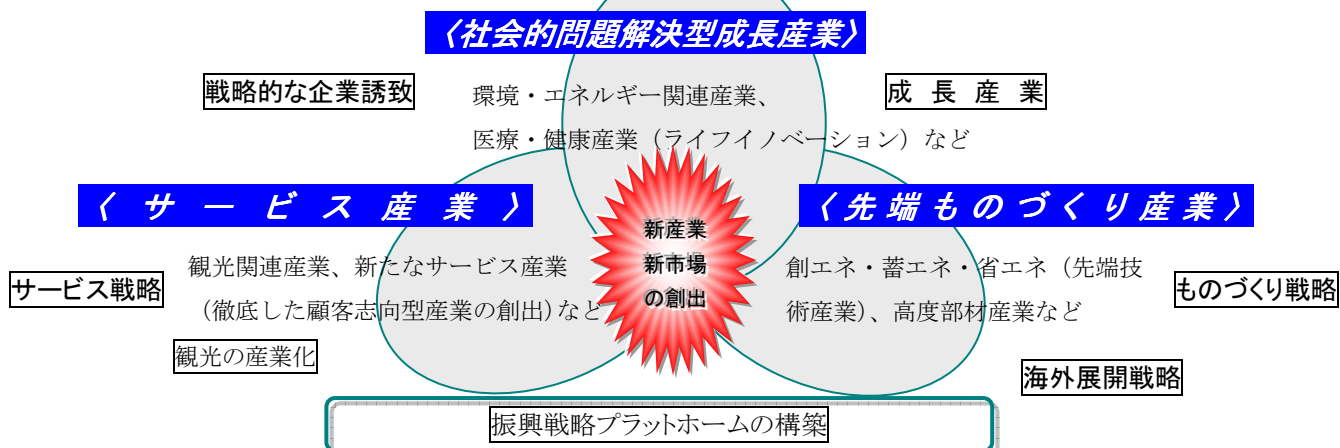 〈社会的問題解決型成長産業〉
戦略的な企業誘致
環境・エネルギー関連産業、
成長産業
医療・健康産業（ライフイノベーション）など
〈サービス産業〉
〈先端ものづくり産業〉
新産業
新市場
の創出
サービス戦略
観光関連産業、新たなサービス産業
（徹底した顧客志向型産業の創出）など
観光の産業化
創エネ・蓄エネ・省エネ（先端技
術産業）、高度部材産業など
ものづくり戦略
海外展開戦略
振興戦略プラットホームの構築